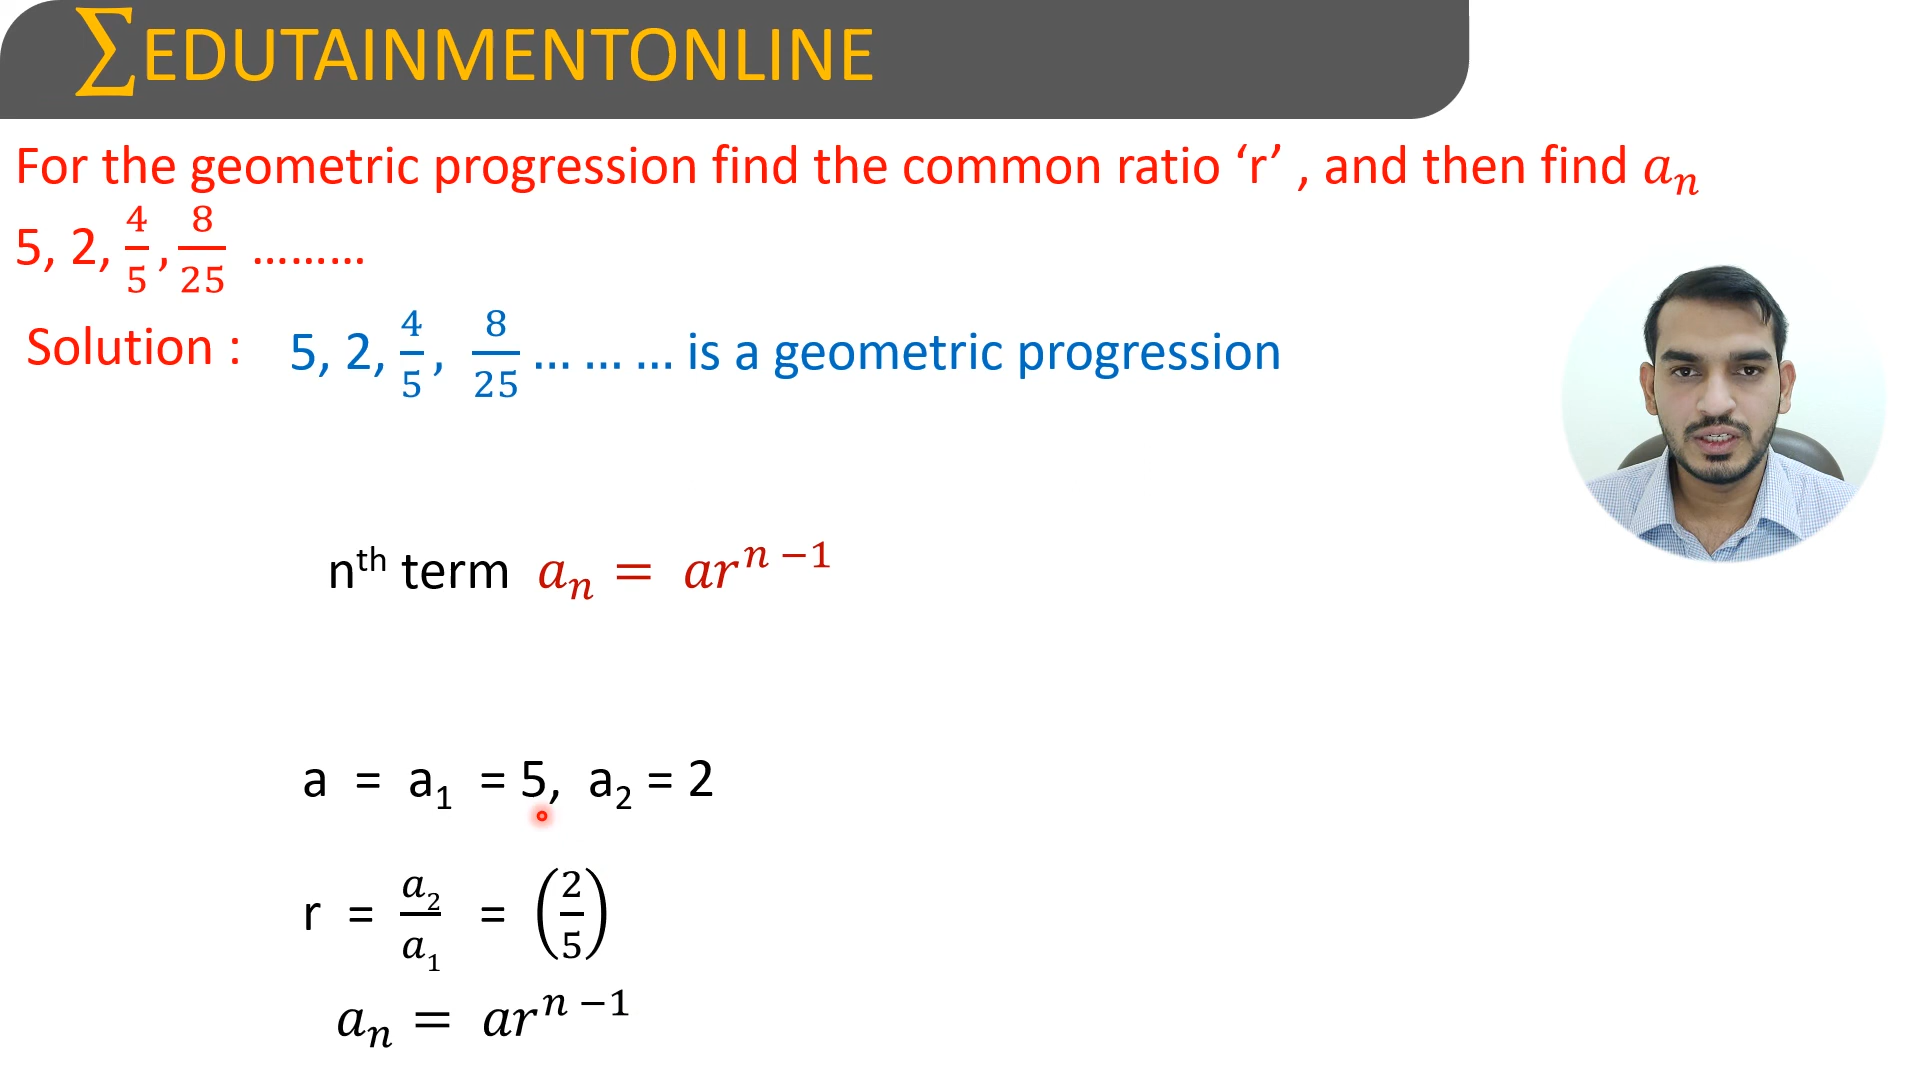 ∑EDUTAINMENTONLINE
For the geometric progression find the common ratio ‘r’ , and then find aₙ
5, 2, 4/5, 8/25 .........
Solution : 5, 2, 4/5 , 8/25 … … … is a geometric progression
nᵗʰ term aₙ = arⁿ ⁻¹
a = a₁ = 5, a₂ = 2
r = a₂/a₁ = (2/5)
aₙ = arⁿ ⁻¹